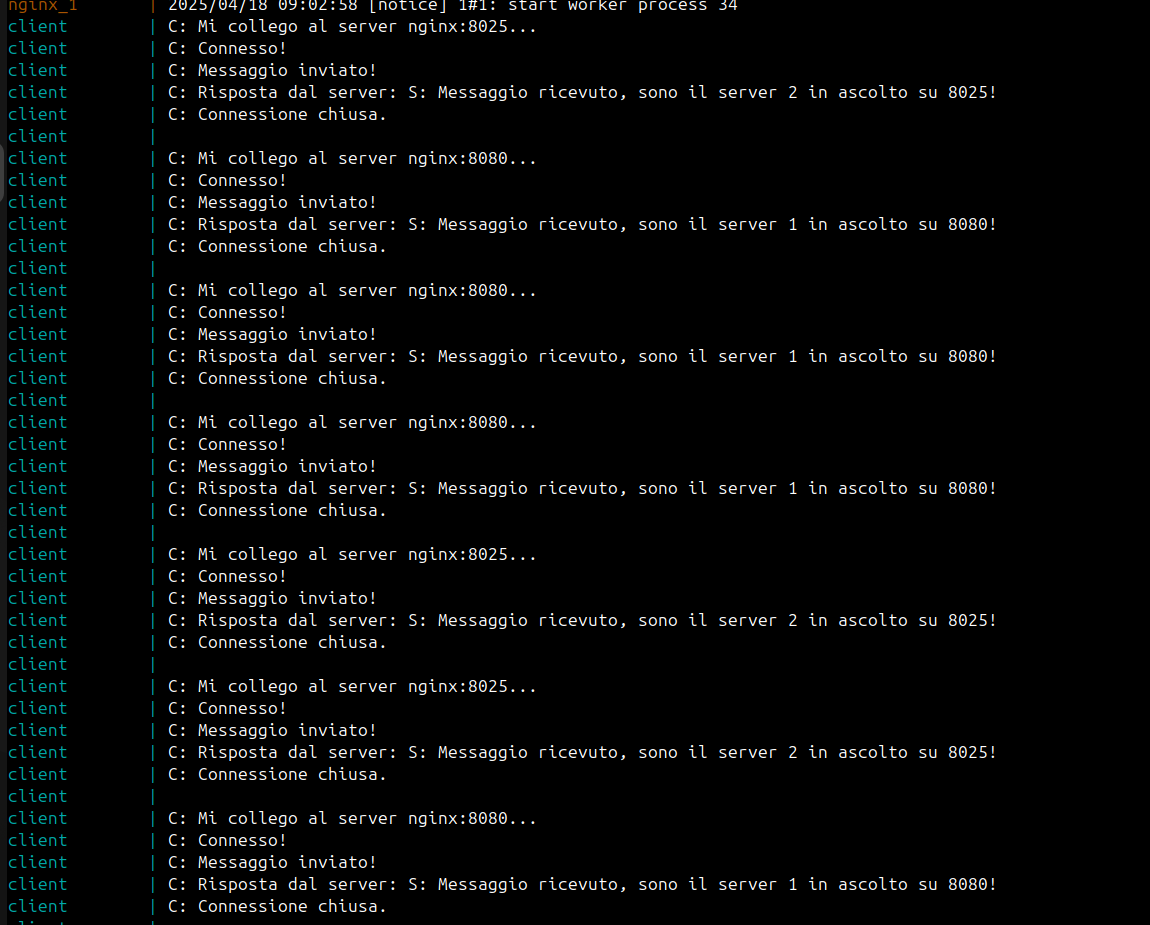 nginx_1 | 2025/04/18 09:02:58 [notice] 1#1: start worker process 34
client | C: Mi collego al server nginx:8025...
client | C: Connesso!
client | C: Messaggio inviato!
client | C: Risposta dal server: S: Messaggio ricevuto, sono il server 2 in ascolto su 8025!
client | C: Connessione chiusa.
client |
client | C: Mi collego al server nginx:8080...
client | C: Connesso!
client | C: Messaggio inviato!
client | C: Risposta dal server: S: Messaggio ricevuto, sono il server 1 in ascolto su 8080!
client | C: Connessione chiusa.
client |
client | C: Mi collego al server nginx:8080...
client | C: Connesso!
client | C: Messaggio inviato!
client | C: Risposta dal server: S: Messaggio ricevuto, sono il server 1 in ascolto su 8080!
client | C: Connessione chiusa.
client |
client | C: Mi collego al server nginx:8080...
client | C: Connesso!
client | C: Messaggio inviato!
client | C: Risposta dal server: S: Messaggio ricevuto, sono il server 1 in ascolto su 8080!
client | C: Connessione chiusa.
client |
client | C: Mi collego al server nginx:8025...
client | C: Connesso!
client | C: Messaggio inviato!
client | C: Risposta dal server: S: Messaggio ricevuto, sono il server 2 in ascolto su 8025!
client | C: Connessione chiusa.
client |
client | C: Mi collego al server nginx:8025...
client | C: Connesso!
client | C: Messaggio inviato!
client | C: Risposta dal server: S: Messaggio ricevuto, sono il server 2 in ascolto su 8025!
client | C: Connessione chiusa.
client |
client | C: Mi collego al server nginx:8080...
client | C: Connesso!
client | C: Messaggio inviato!
client | C: Risposta dal server: S: Messaggio ricevuto, sono il server 1 in ascolto su 8080!
client | C: Connessione chiusa.